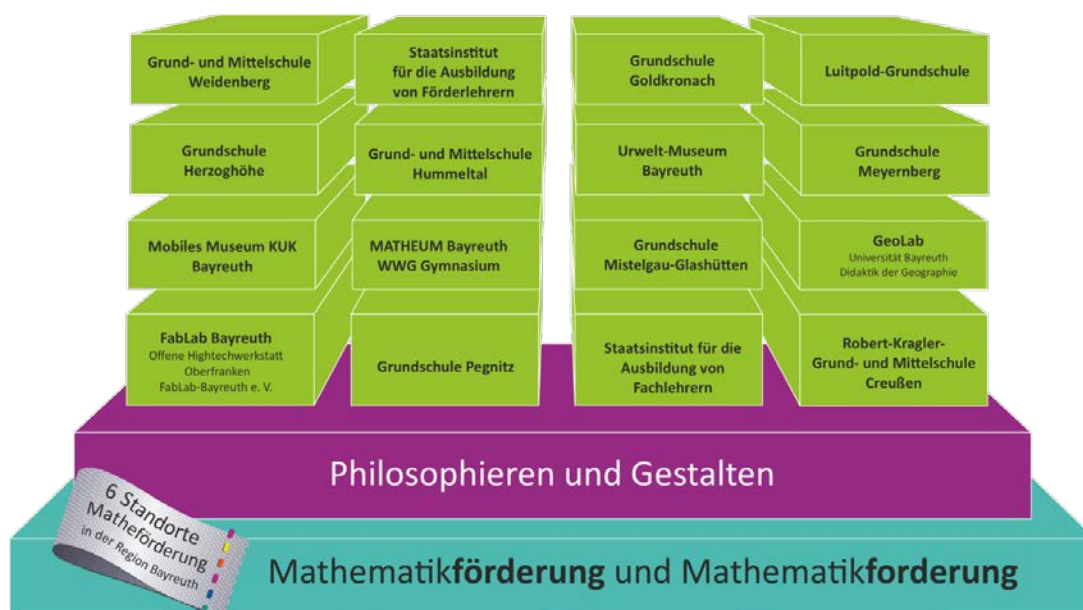 Grund- und Mittelschule
Weidenberg
Staatsinstitut
für die Ausbildung
von Förderlehrern
Grundschule
Goldkronach
Luitpold-Grundschule
Grundschule
Herzoghöhe
Grund- und Mittelschule
Hummeltal
Urwelt-Museum
Bayreuth
Grundschule
Meyernberg
Mobiles Museum KUK
Bayreuth
MATHEUM Bayreuth
WWG Gymnasium
Grundschule
Mistelgau-Glashütten
GeoLab
Universität Bayreuth
Didaktik der Geographie
FabLab Bayreuth
Offene Hightechwerkstatt
Oberfranken
FabLab-Bayreuth e. V.
Grundschule Pegnitz
Staatsinstitut für die
Ausbildung von
Fachlehrern
Robert-Kragler-
Grund- und Mittelschule
Creußen
Philosophieren und Gestalten
6 Standorte
Matheförderung
in der Region Bayreuth
Mathematikförderung und Mathematikforderung